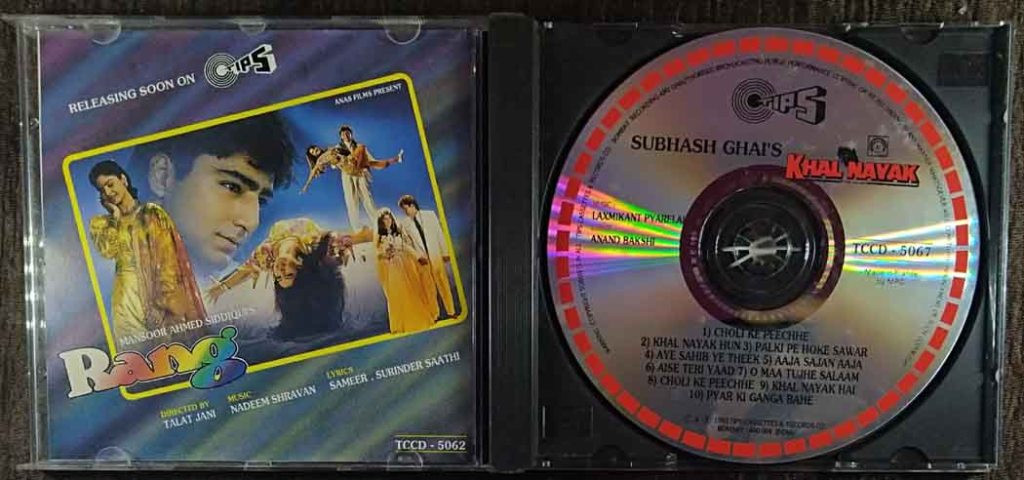 RELEASING SOON ON TIPS
ANAS FILMS PRESENT
MANSOOR AHMED SIDDIQUI'S
Rang
DIRECTED BY
TALAT JANI
MUSIC
NADEEM SHRAVAN
LYRICS
SAMEER . SURINDER SAATHI
TCCD - 5062
TIPS
SUBHASH GHAI'S
KHAL NAYAK
LAXMIKANT PYARELAL
ANAND BAKSHI
TCCD - 5067
1) CHOLI KE PEECHHE
2) KHAL NAYAK HUN 3) PALKI PE HOKE SAWAR
4) AYE SAHIB YE THEEK 5) AAJA SAJAN AAJA
6) AISE TERI YAAD 7) O MAA TUJHE SALAAM
8) CHOLI KE PEECHHE 9) KHAL NAYAK HAI
10) PYAR KI GANGA BAHE